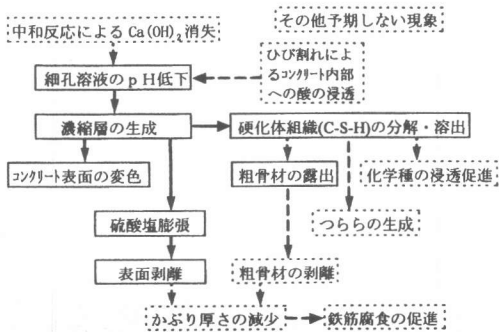 中和反応によるCa(OH)₂消失
その他予期しない現象
細孔溶液のpH低下
ひび割れによ
るコンクリート内部
への酸の浸透
濃縮層の生成
硬化体組織(C-S-H)の分解・溶出
コンクリート表面の変色
粗骨材の露出
化学種の浸透促進
つららの生成
硫酸塩膨張
表面剥離
粗骨材の剥離
かぶり厚さの減少
鉄筋腐食の促進